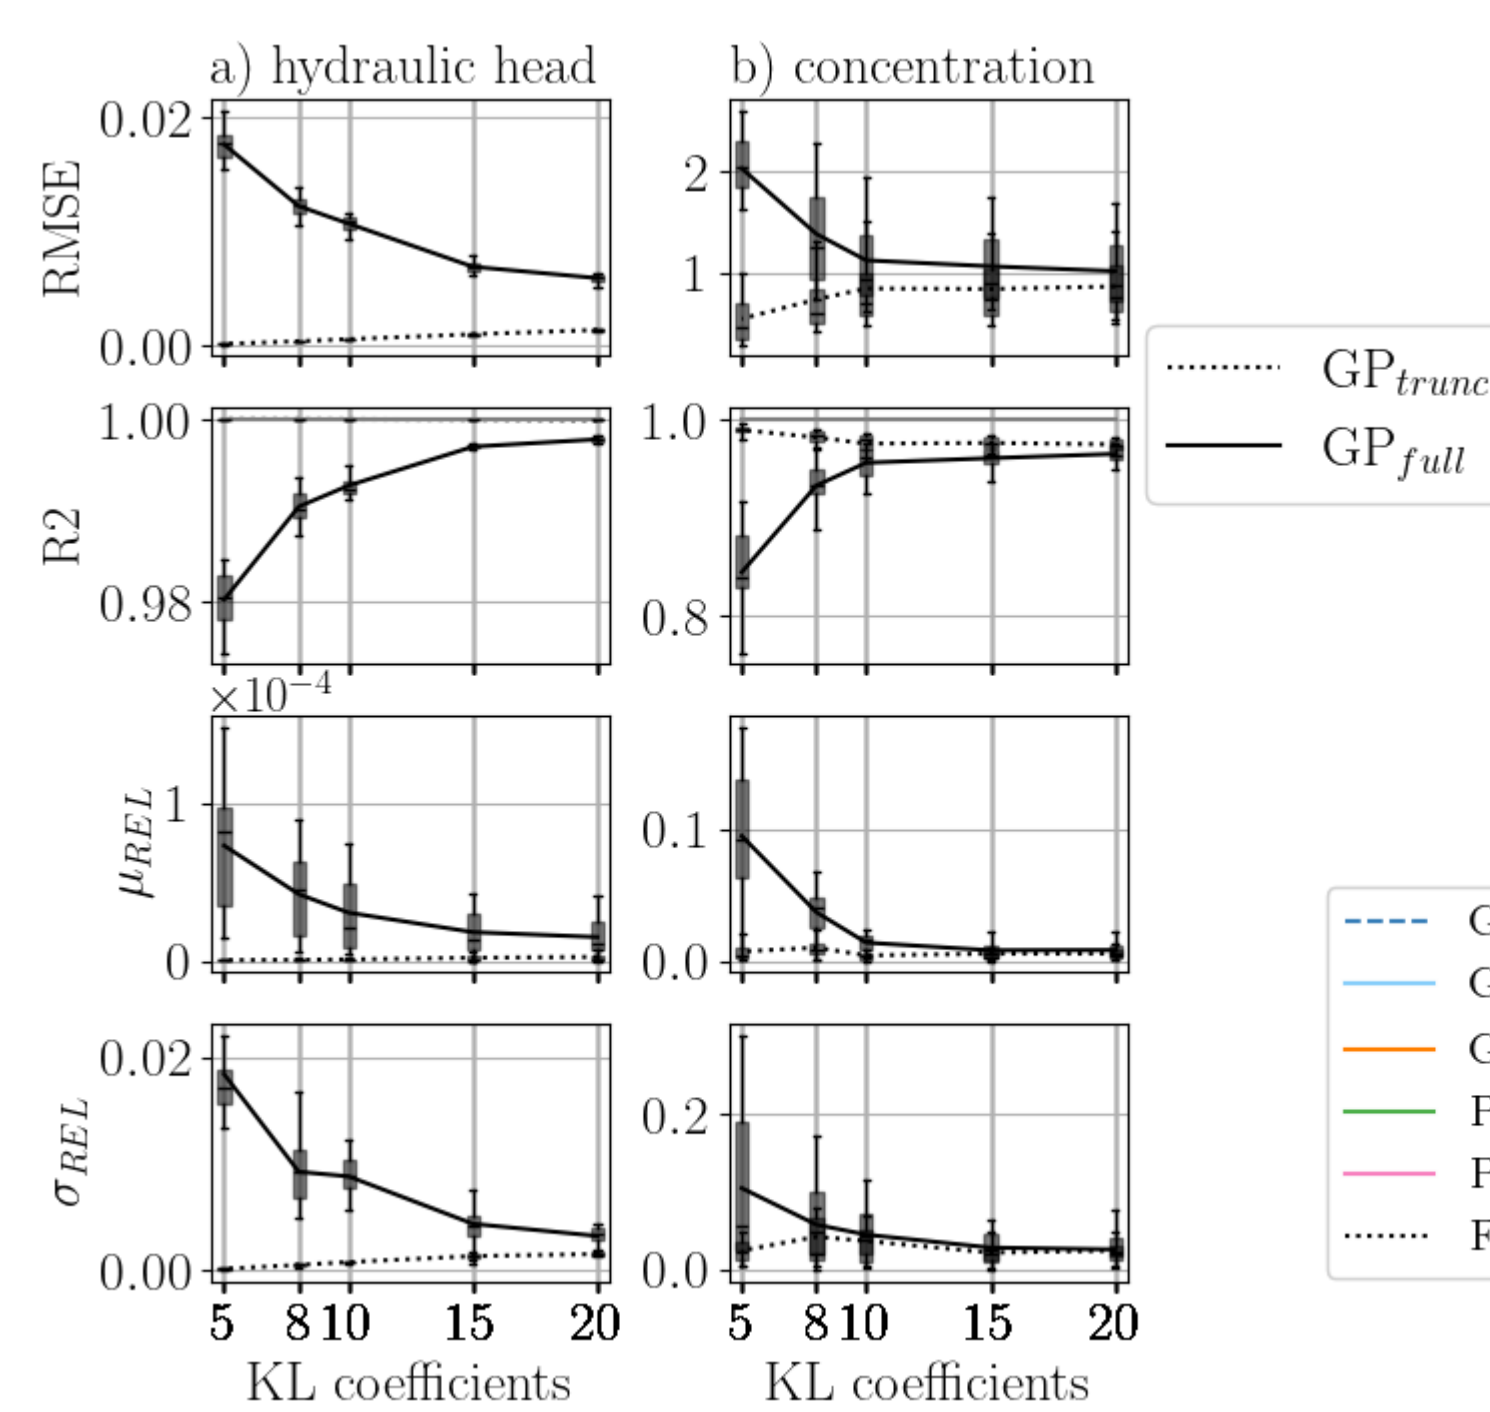 a) hydraulic head
b) concentration
RMSE
0.02
0.00
2
1
GP_trunc
GP_full
R2
1.00
0.98
1.0
0.8
×10⁻⁴
μ_REL
1
0
0.1
0.0
σ_REL
0.02
0.00
0.2
0.0
5 8 10 15 20
5 8 10 15 20
KL coefficients
KL coefficients